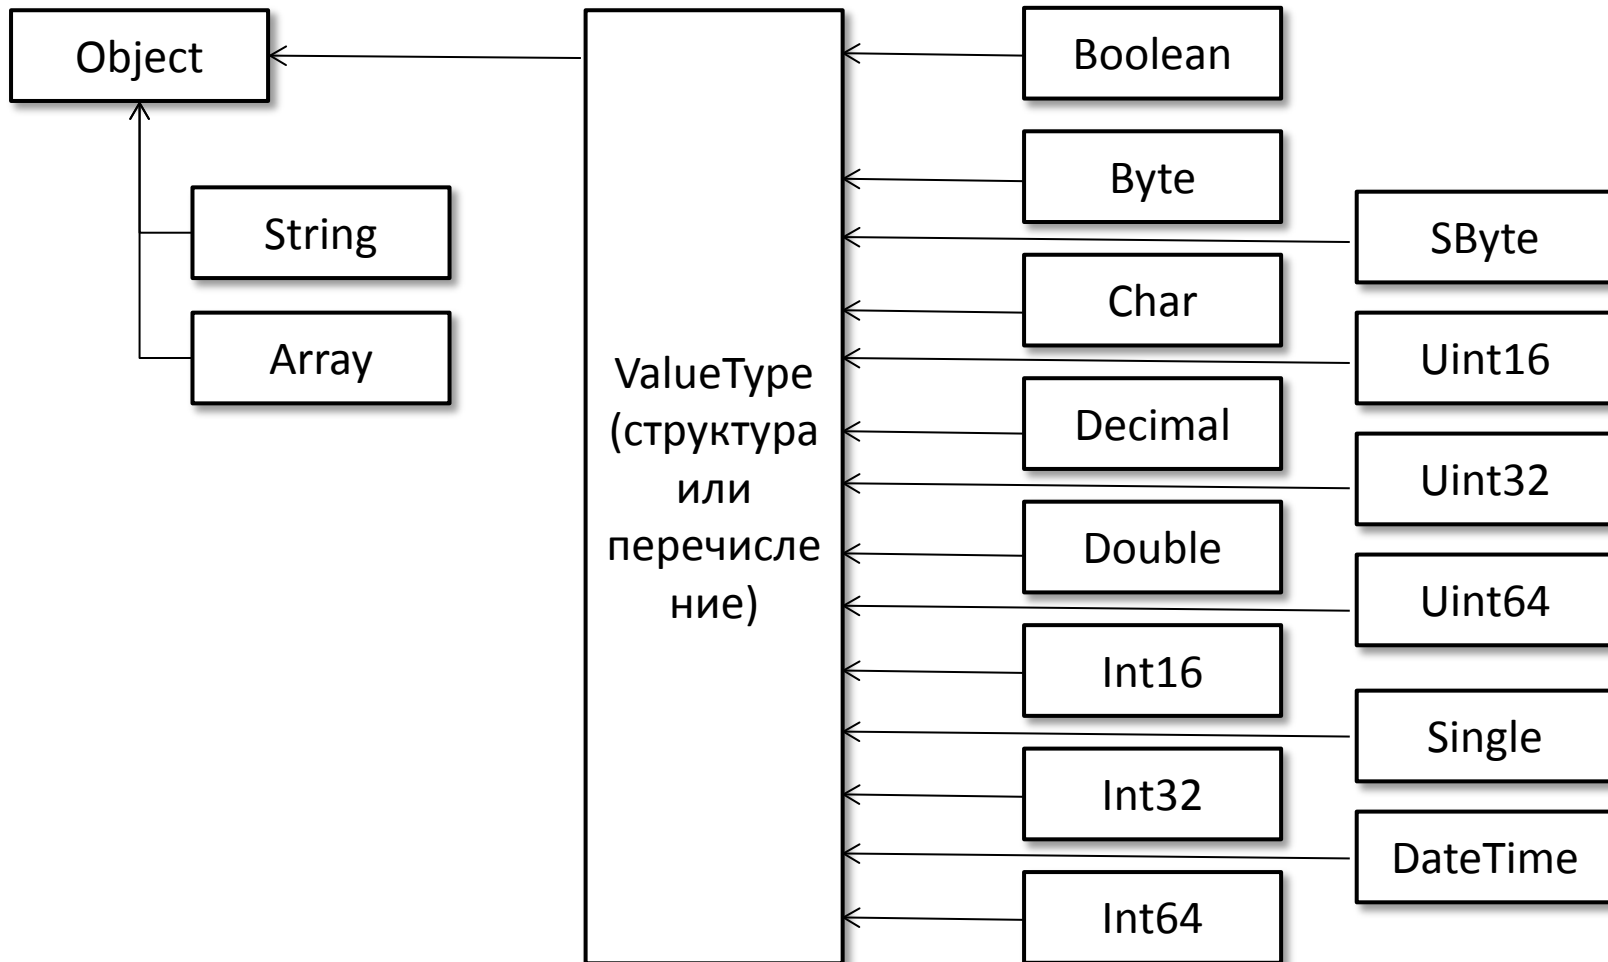 Object
String
Array
ValueType
(структура
или
перечисле
ние)
Boolean
Byte
SByte
Char
Uint16
Decimal
Uint32
Double
Uint64
Int16
Single
Int32
DateTime
Int64